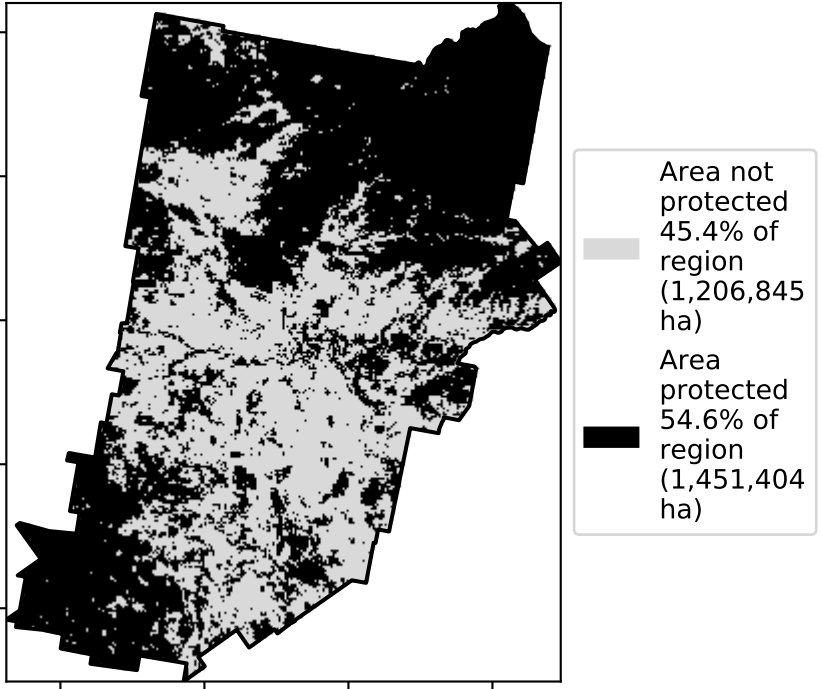 Area not
protected
45.4% of
region
(1,206,845
ha)
Area
protected
54.6% of
region
(1,451,404
ha)